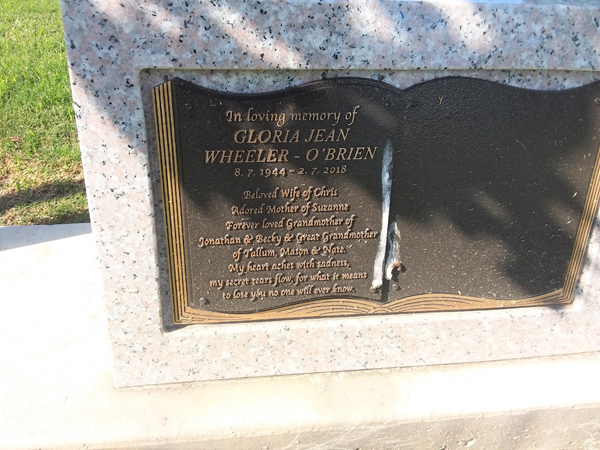 In loving memory of
GLORIA JEAN
WHEELER - O'BRIEN
8. 7. 1944 - 2. 7. 2018
Beloved Wife of Chris
Adored Mother of Suzanne
Forever loved Grandmother of
Jonathan & Becky & Great Grandmother
of Tallum, Mason & Nate."
My heart aches with sadness,
my secret tears flow, for what it means
to lose you no one will ever know.